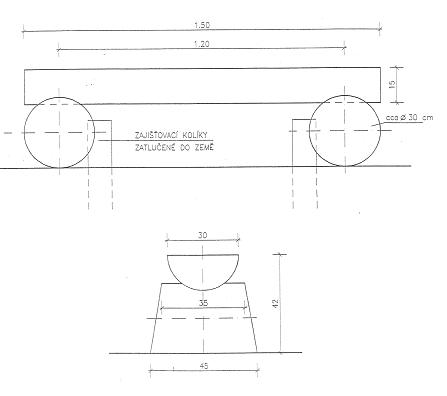 1.50
1.20
15
cca Ø 30 cm
ZAJIŠŤOVACÍ KOLÍKY
ZATLUČENÉ DO ZEMĚ
30
35
42
45